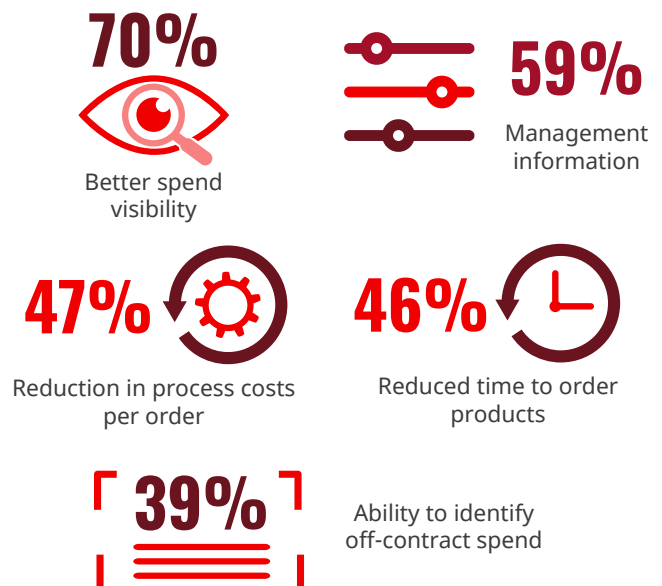 70%
Better spend
visibility
59%
Management
information
47%
Reduction in process costs
per order
46%
Reduced time to order
products
39%
Ability to identify
off-contract spend